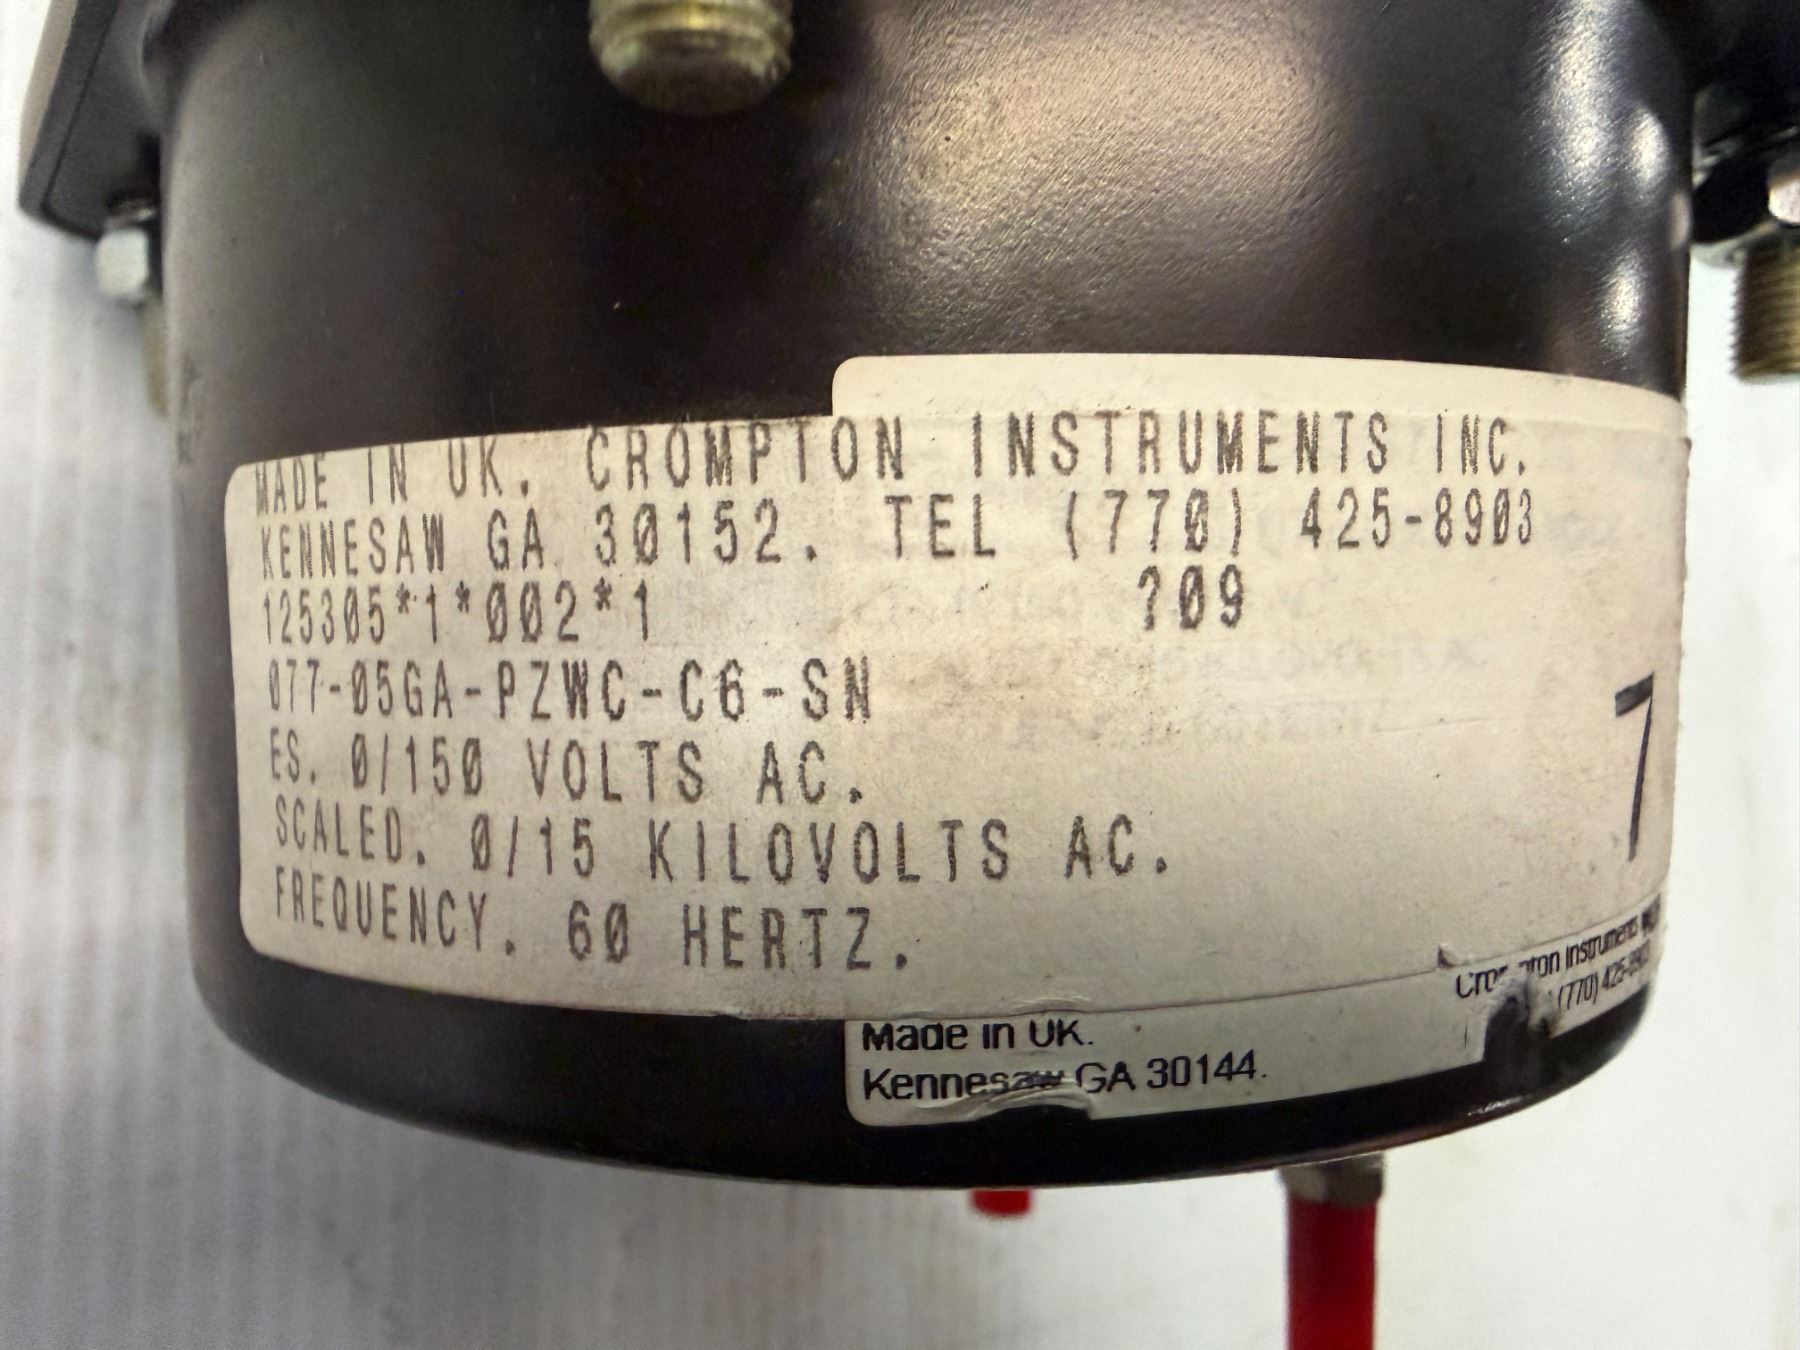 MADE IN UK. CROMPTON INSTRUMENTS INC.
KENNESAW GA 30152. TEL (770) 425-8903
125305*1*002*1 709
077-05GA-PZWC-C6-SN
ES. 0/150 VOLTS AC.
SCALED. 0/15 KILOVOLTS AC.
FREQUENCY. 60 HERTZ.
7
Instruments
(770)
Made in UK.
Kennesaw GA 30144.